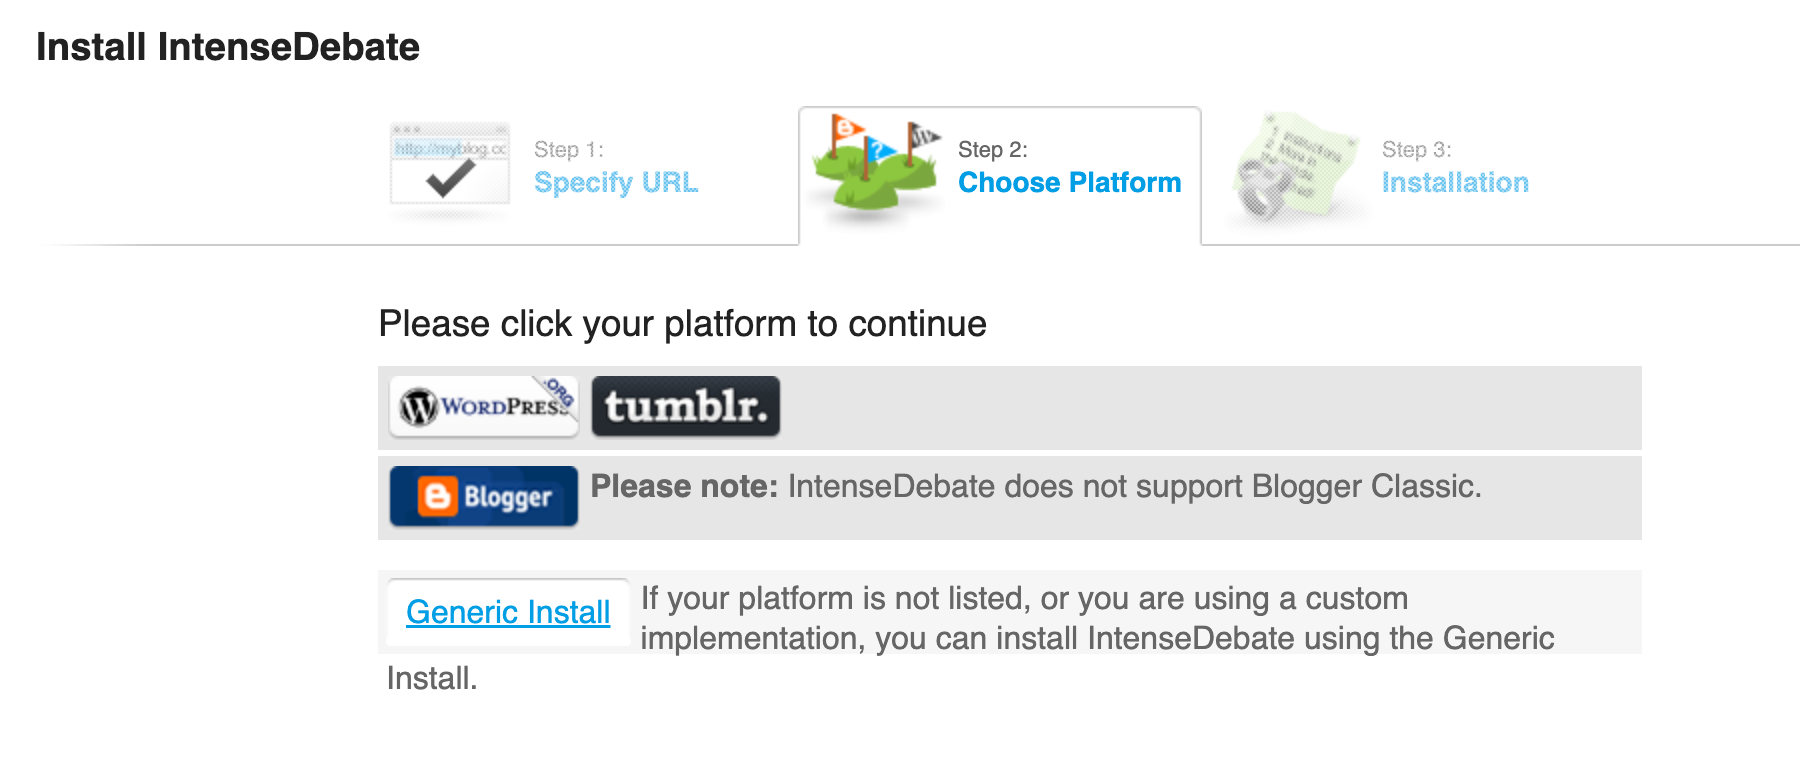 Install IntenseDebate
http://myblog.cc
Step 1:
Specify URL
Step 2:
Choose Platform
Step 3:
Installation
Please click your platform to continue
WORDPRESS .ORG
tumblr.
Blogger
Please note: IntenseDebate does not support Blogger Classic.
Generic Install
If your platform is not listed, or you are using a custom
implementation, you can install IntenseDebate using the Generic
Install.